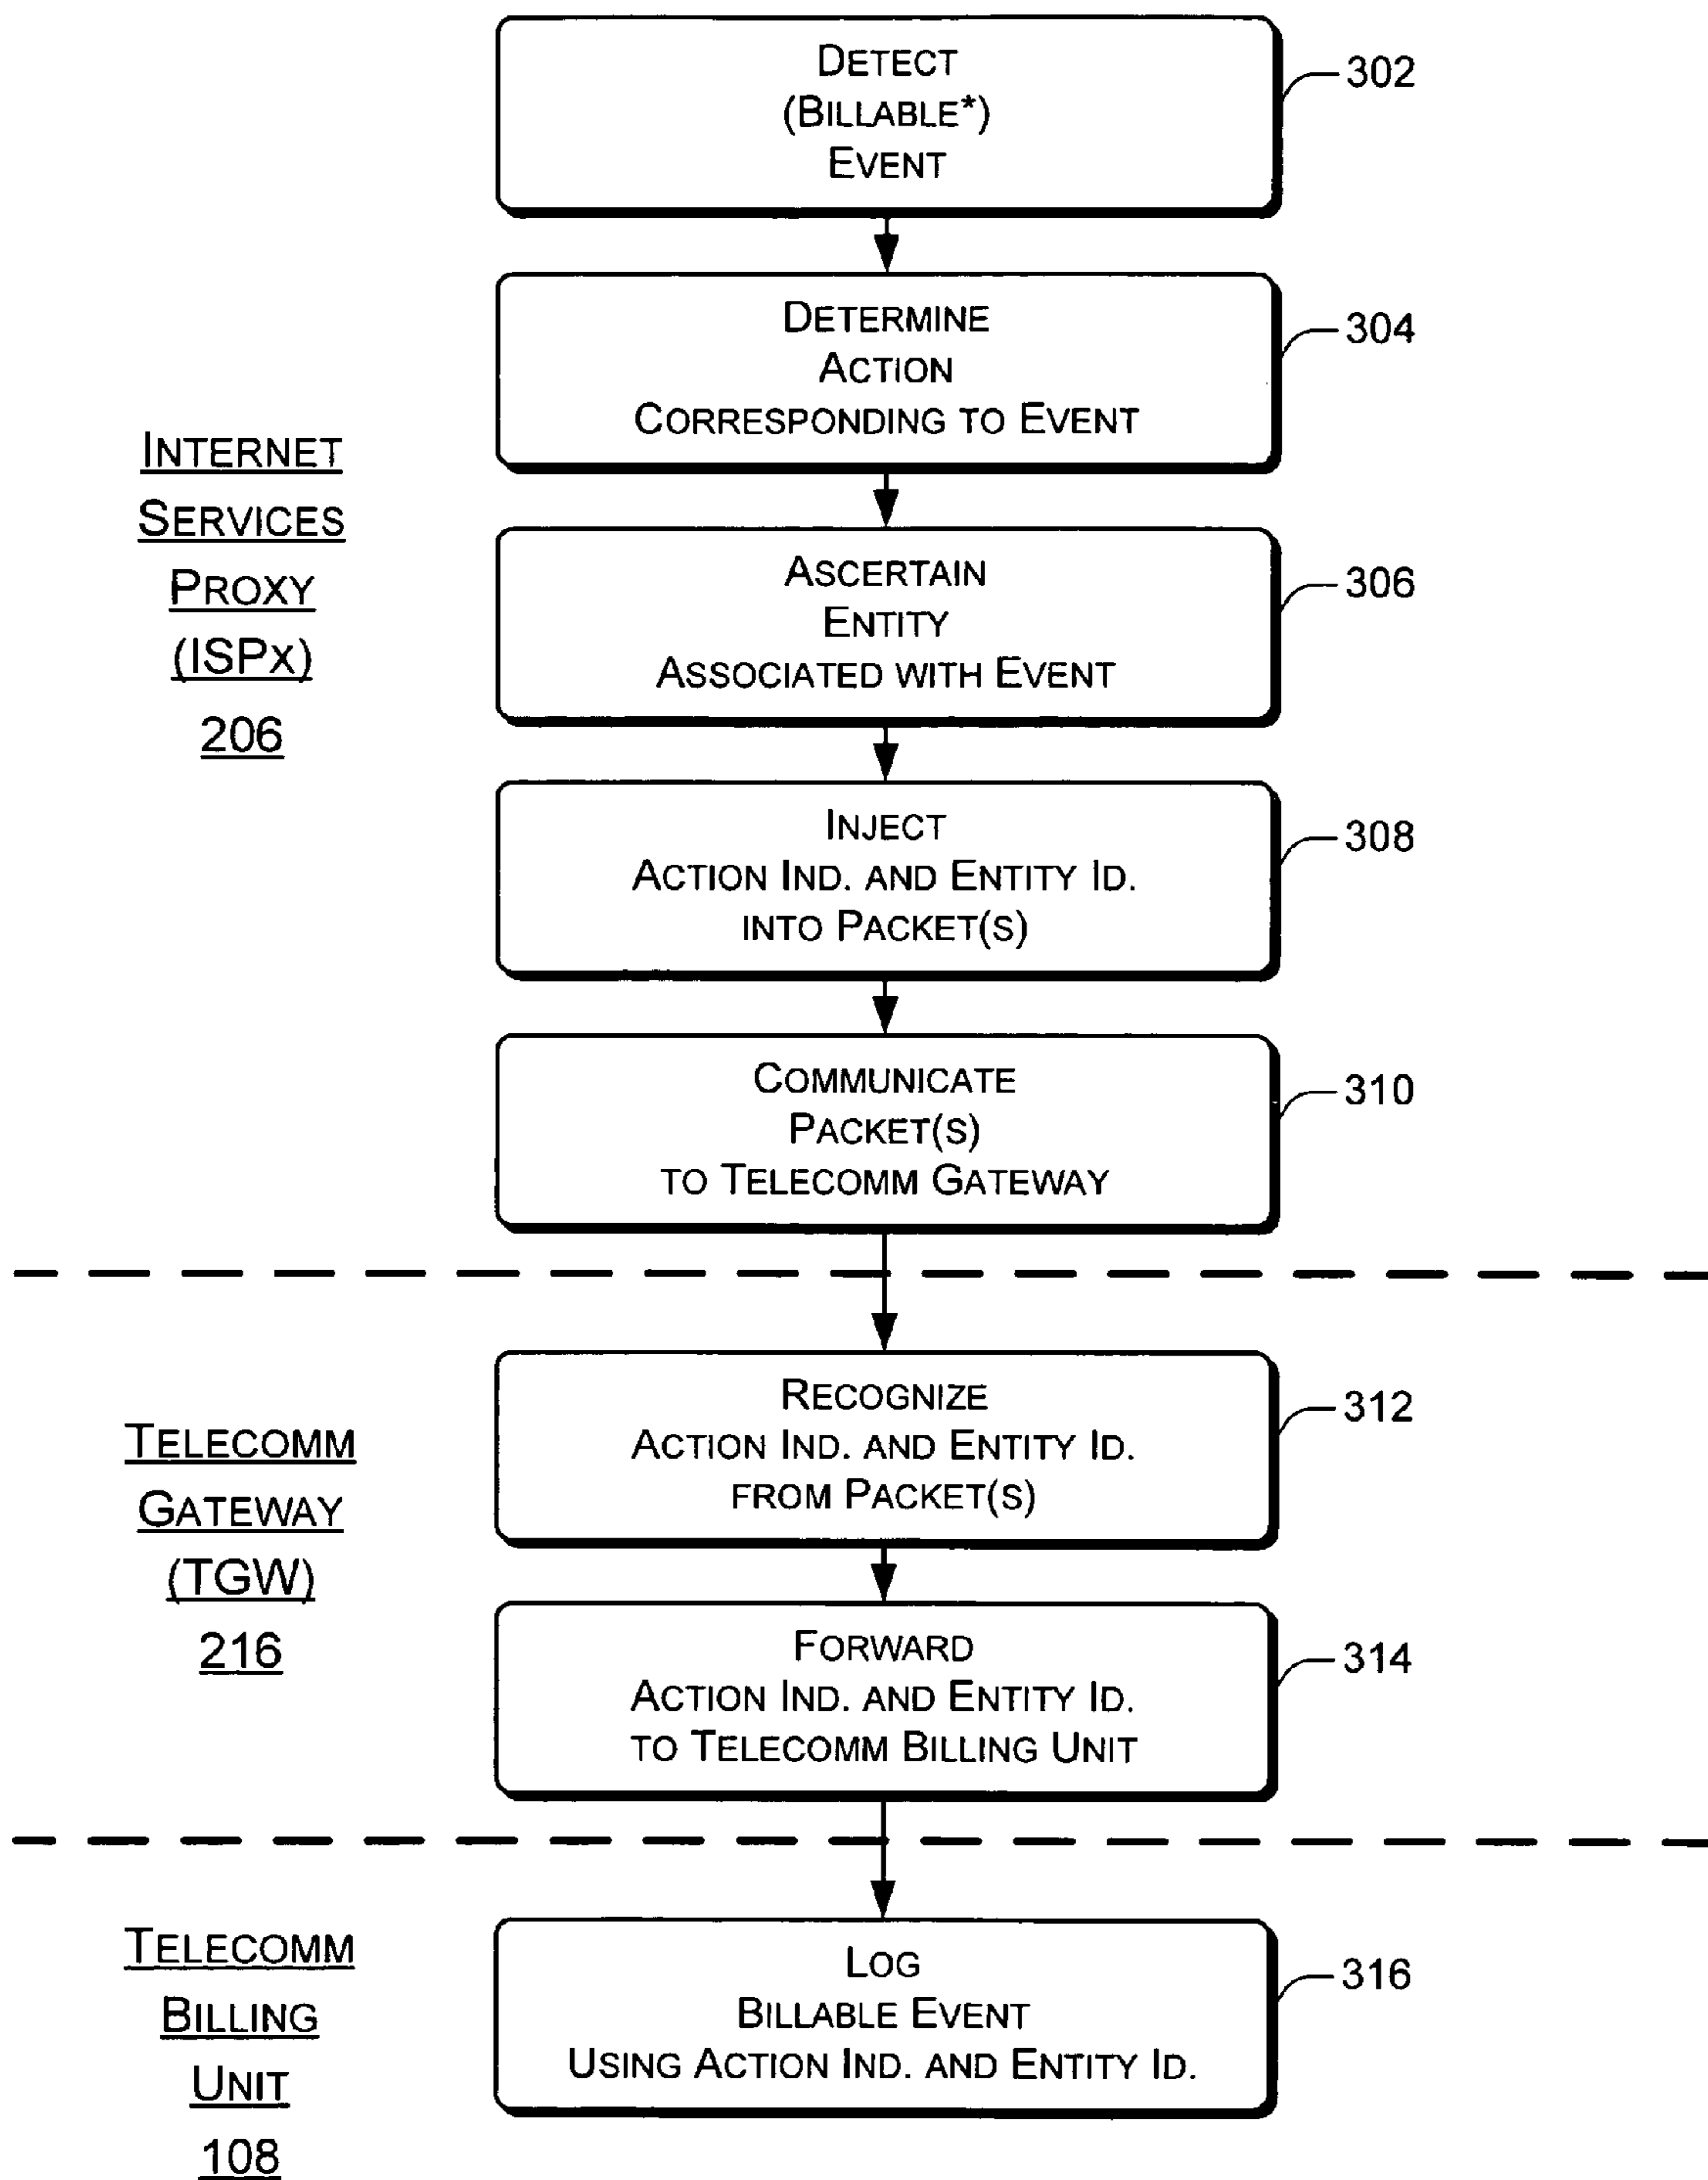 DETECT
(BILLABLE*)
EVENT
302
DETERMINE
ACTION
CORRESPONDING TO EVENT
304
INTERNET
SERVICES
PROXY
(ISPX)
206
ASCERTAIN
ENTITY
ASSOCIATED WITH EVENT
306
INJECT
ACTION IND. AND ENTITY ID.
INTO PACKET(S)
308
COMMUNICATE
PACKET(S)
TO TELECOMM GATEWAY
310
TELECOMM
GATEWAY
(TGW)
216
RECOGNIZE
ACTION IND. AND ENTITY ID.
FROM PACKET(S)
312
FORWARD
ACTION IND. AND ENTITY ID.
TO TELECOMM BILLING UNIT
314
TELECOMM
BILLING
UNIT
108
LOG
BILLABLE EVENT
USING ACTION IND. AND ENTITY ID.
316